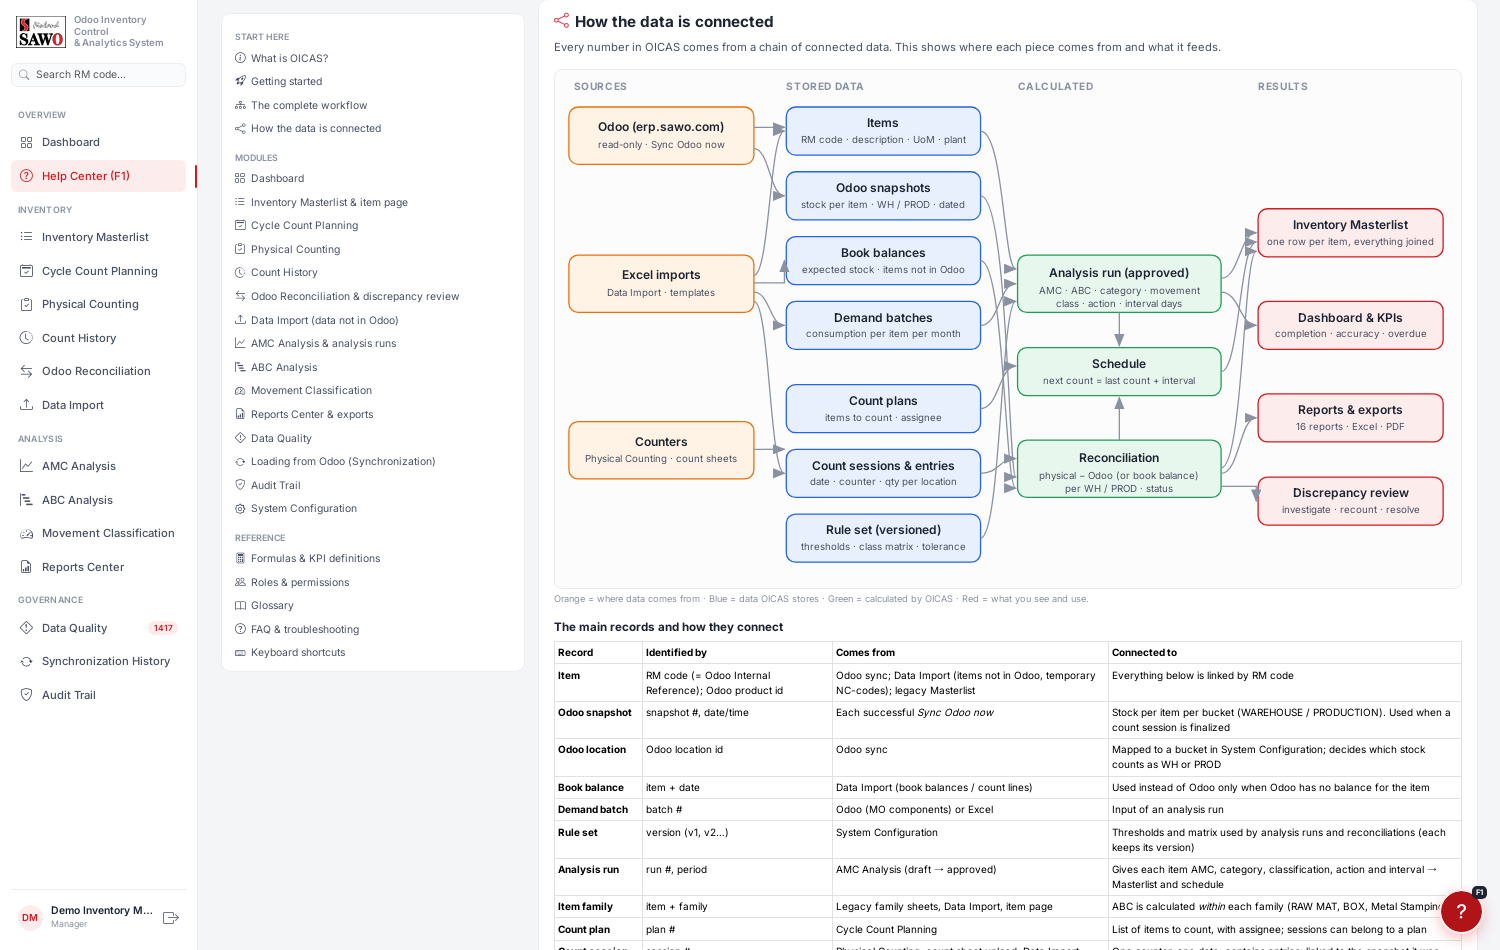 SAWO
Odoo Inventory
Control
& Analytics System
Search RM code...
OVERVIEW
Dashboard
Help Center (F1)
INVENTORY
Inventory Masterlist
Cycle Count Planning
Physical Counting
Count History
Odoo Reconciliation
Data Import
ANALYSIS
AMC Analysis
ABC Analysis
Movement Classification
Reports Center
GOVERNANCE
Data Quality 1417
Synchronization History
Audit Trail
DM
Demo Inventory M...
Manager
START HERE
What is OICAS?
Getting started
The complete workflow
How the data is connected
MODULES
Dashboard
Inventory Masterlist & item page
Cycle Count Planning
Physical Counting
Count History
Odoo Reconciliation & discrepancy review
Data Import (data not in Odoo)
AMC Analysis & analysis runs
ABC Analysis
Movement Classification
Reports Center & exports
Data Quality
Loading from Odoo (Synchronization)
Audit Trail
System Configuration
REFERENCE
Formulas & KPI definitions
Roles & permissions
Glossary
FAQ & troubleshooting
Keyboard shortcuts
How the data is connected
Every number in OICAS comes from a chain of connected data. This shows where each piece comes from and what it feeds.
SOURCES
Odoo (erp.sawo.com)
read-only · Sync Odoo now
Excel imports
Data Import · templates
Counters
Physical Counting · count sheets
STORED DATA
Items
RM code · description · UoM · plant
Odoo snapshots
stock per item · WH / PROD · dated
Book balances
expected stock · items not in Odoo
Demand batches
consumption per item per month
Count plans
items to count · assignee
Count sessions & entries
date · counter · qty per location
Rule set (versioned)
thresholds · class matrix · tolerance
CALCULATED
Analysis run (approved)
AMC · ABC · category · movement
class · action · interval days
Schedule
next count = last count + interval
Reconciliation
physical − Odoo (or book balance)
per WH / PROD · status
RESULTS
Inventory Masterlist
one row per item, everything joined
Dashboard & KPIs
completion · accuracy · overdue
Reports & exports
16 reports · Excel · PDF
Discrepancy review
investigate · recount · resolve
Orange = where data comes from · Blue = data OICAS stores · Green = calculated by OICAS · Red = what you see and use.
The main records and how they connect
Record Identified by Comes from Connected to
Item RM code (= Odoo Internal Reference); Odoo product id Odoo sync; Data Import (items not in Odoo, temporary NC-codes); legacy Masterlist Everything below is linked by RM code
Odoo snapshot snapshot #, date/time Each successful Sync Odoo now Stock per item per bucket (WAREHOUSE / PRODUCTION). Used when a count session is finalized
Odoo location Odoo location id Odoo sync Mapped to a bucket in System Configuration; decides which stock counts as WH or PROD
Book balance item + date Data Import (book balances / count lines) Used instead of Odoo only when Odoo has no balance for the item
Demand batch batch # Odoo (MO components) or Excel Input of an analysis run
Rule set version (v1, v2...) System Configuration Thresholds and matrix used by analysis runs and reconciliations (each keeps its version)
Analysis run run #, period AMC Analysis (draft → approved) Gives each item AMC, category, classification, action and interval → Masterlist and schedule
Item family item + family Legacy family sheets, Data Import, item page ABC is calculated within each family (RAW MAT, BOX, Metal Stamping
Count plan plan # Cycle Count Planning List of items to count, with assignee; sessions can belong to a plan
F1
?